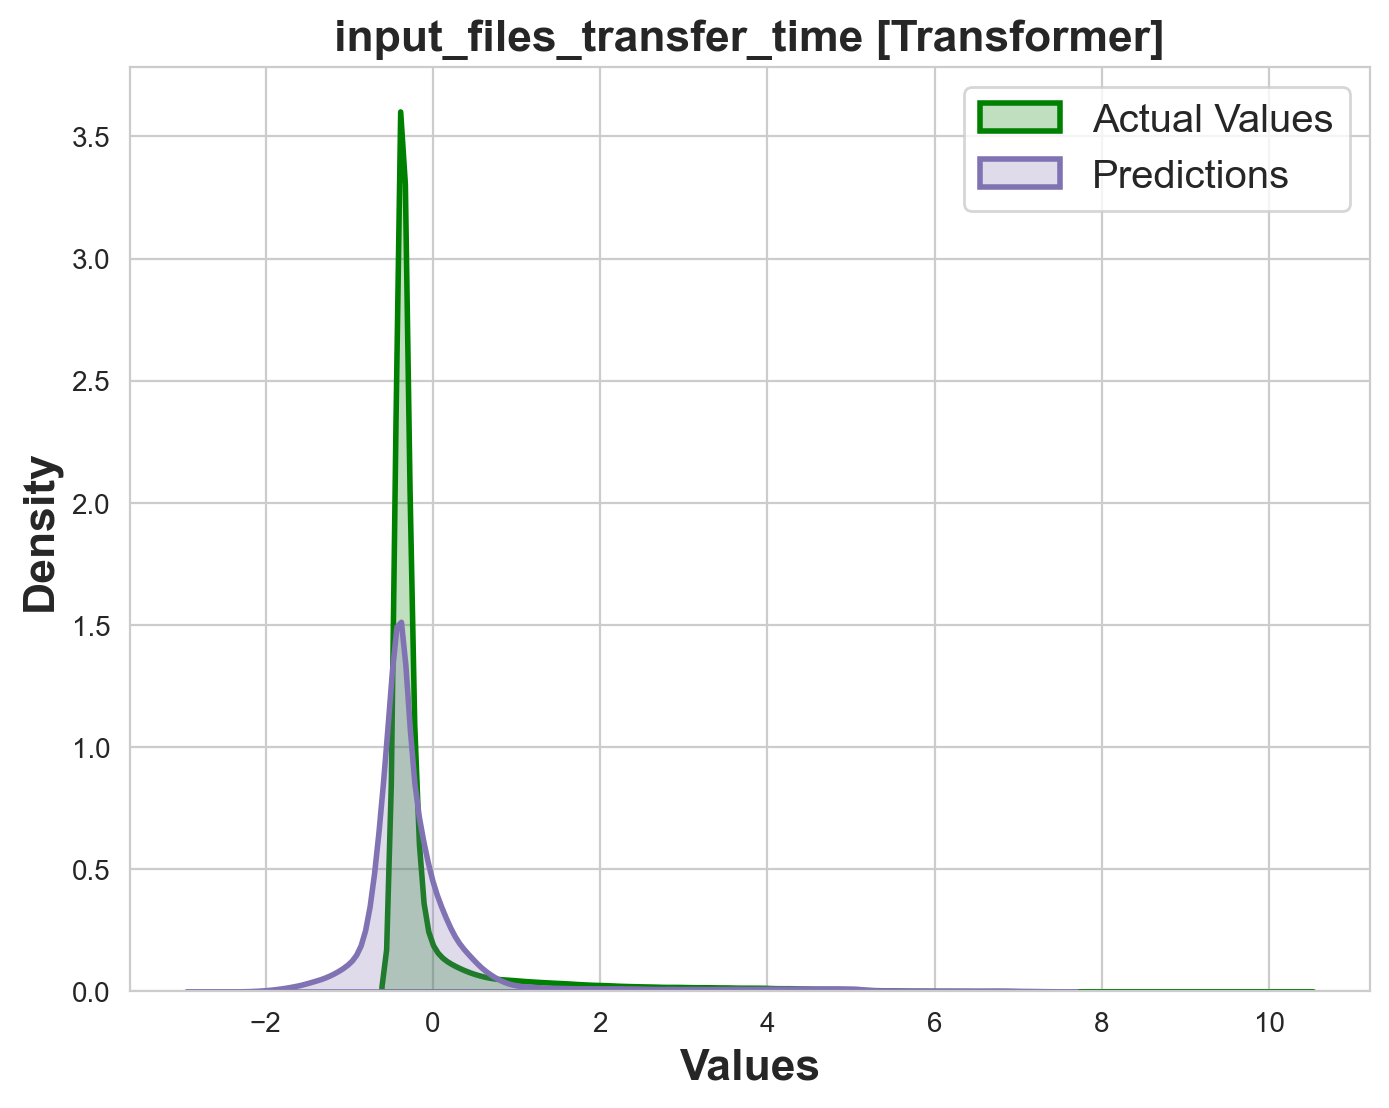 input_files_transfer_time [Transformer]
Actual Values
Predictions
Density
3.5
3.0
2.5
2.0
1.5
1.0
0.5
0.0
−2 0 2 4 6 8 10
Values